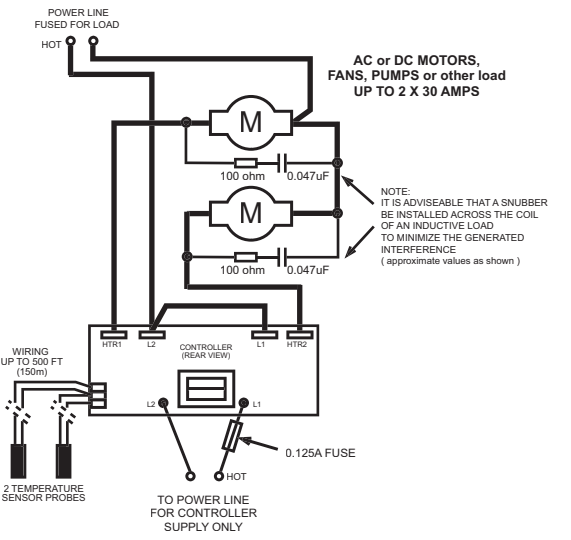 POWER LINE
FUSED FOR LOAD
HOT
AC or DC MOTORS,
FANS, PUMPS or other load
UP TO 2 X 30 AMPS
M
100 ohm
0.047uF
M
100 ohm
0.047uF
NOTE:
IT IS ADVISEABLE THAT A SNUBBER
BE INSTALLED ACROSS THE COIL
OF AN INDUCTIVE LOAD
TO MINIMIZE THE GENERATED
INTERFERENCE
( approximate values as shown )
HTR1
L2
L1
HTR2
CONTROLLER
(REAR VIEW)
WIRING
UP TO 500 FT
(150m)
L2
L1
0.125A FUSE
HOT
2 TEMPERATURE
SENSOR PROBES
TO POWER LINE
FOR CONTROLLER
SUPPLY ONLY